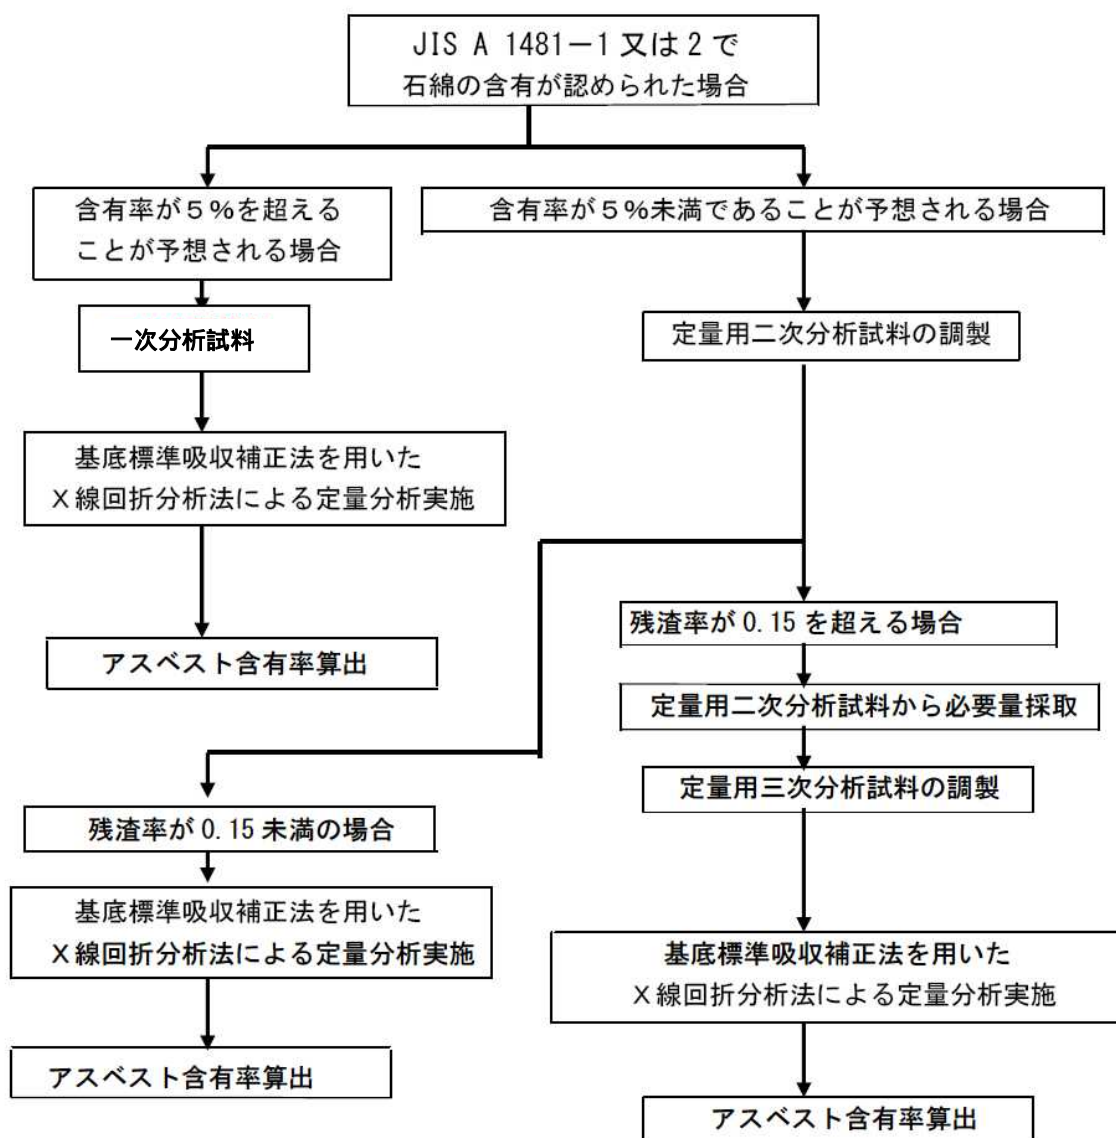 JIS A 1481－1 又は 2 で
石綿の含有が認められた場合
含有率が５％を超える
ことが予想される場合
含有率が５％未満であることが予想される場合
一次分析試料
定量用二次分析試料の調製
基底標準吸収補正法を用いた
Ｘ線回折分析法による定量分析実施
アスベスト含有率算出
残渣率が 0.15 を超える場合
定量用二次分析試料から必要量採取
定量用三次分析試料の調製
残渣率が 0.15 未満の場合
基底標準吸収補正法を用いた
Ｘ線回折分析法による定量分析実施
アスベスト含有率算出
基底標準吸収補正法を用いた
Ｘ線回折分析法による定量分析実施
アスベスト含有率算出